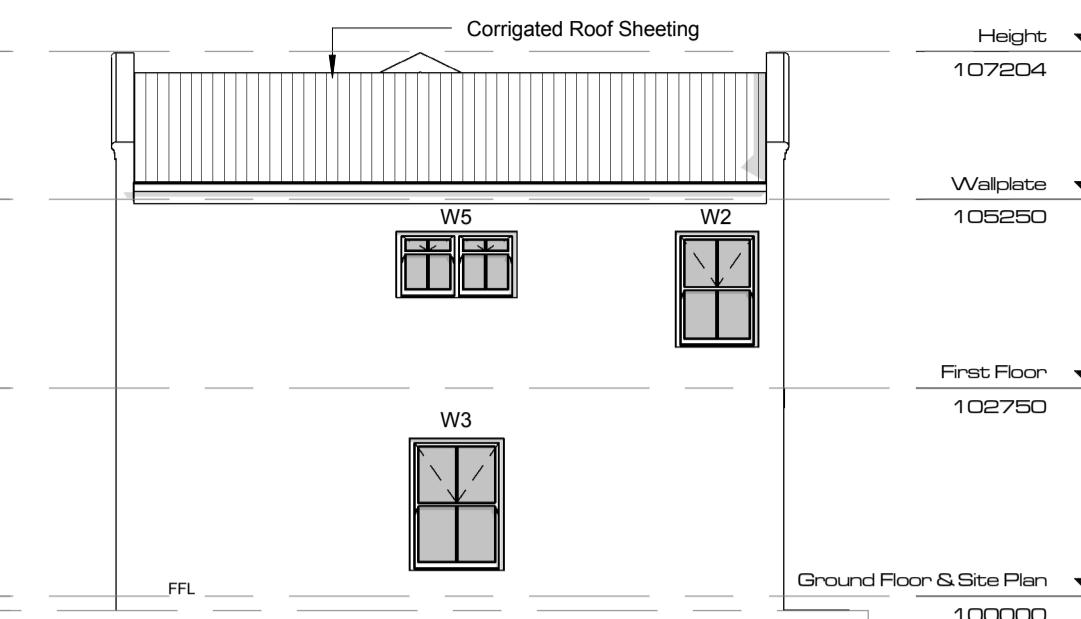 Corrigated Roof Sheeting
Height
107204
Wallplate
105250
W5 W2
First Floor
102750
W3
Ground Floor & Site Plan
FFL
100000